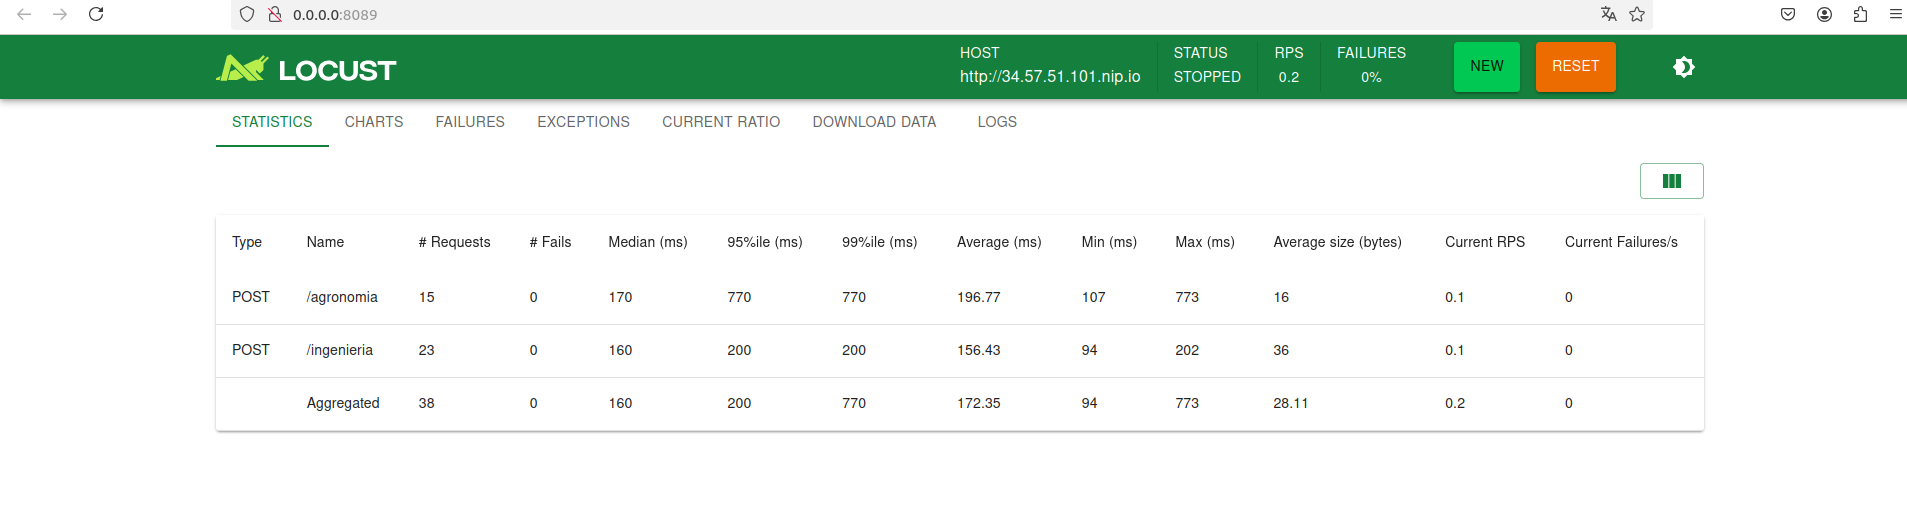 0.0.0.0:8089
LOCUST
HOST
http://34.57.51.101.nip.io
STATUS
STOPPED
RPS
0.2
FAILURES
0%
NEW
RESET
STATISTICS CHARTS FAILURES EXCEPTIONS CURRENT RATIO DOWNLOAD DATA LOGS
Type Name # Requests # Fails Median (ms) 95%ile (ms) 99%ile (ms) Average (ms) Min (ms) Max (ms) Average size (bytes) Current RPS Current Failures/s
POST /agronomia 15 0 170 770 770 196.77 107 773 16 0.1 0
POST /ingenieria 23 0 160 200 200 156.43 94 202 36 0.1 0
Aggregated 38 0 160 200 770 172.35 94 773 28.11 0.2 0